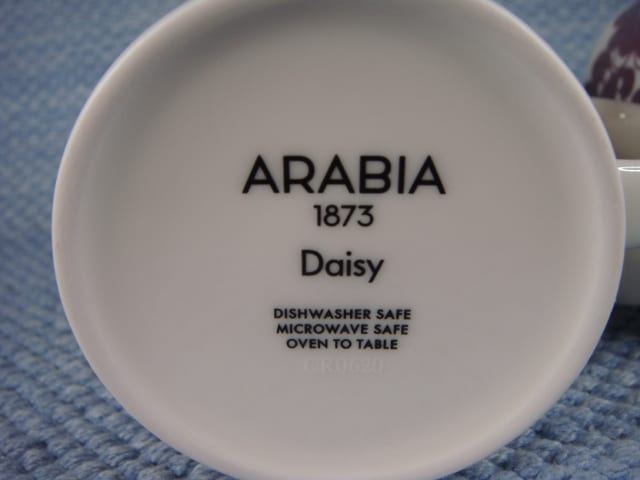 ARABIA
1873
Daisy
DISHWASHER SAFE
MICROWAVE SAFE
OVEN TO TABLE